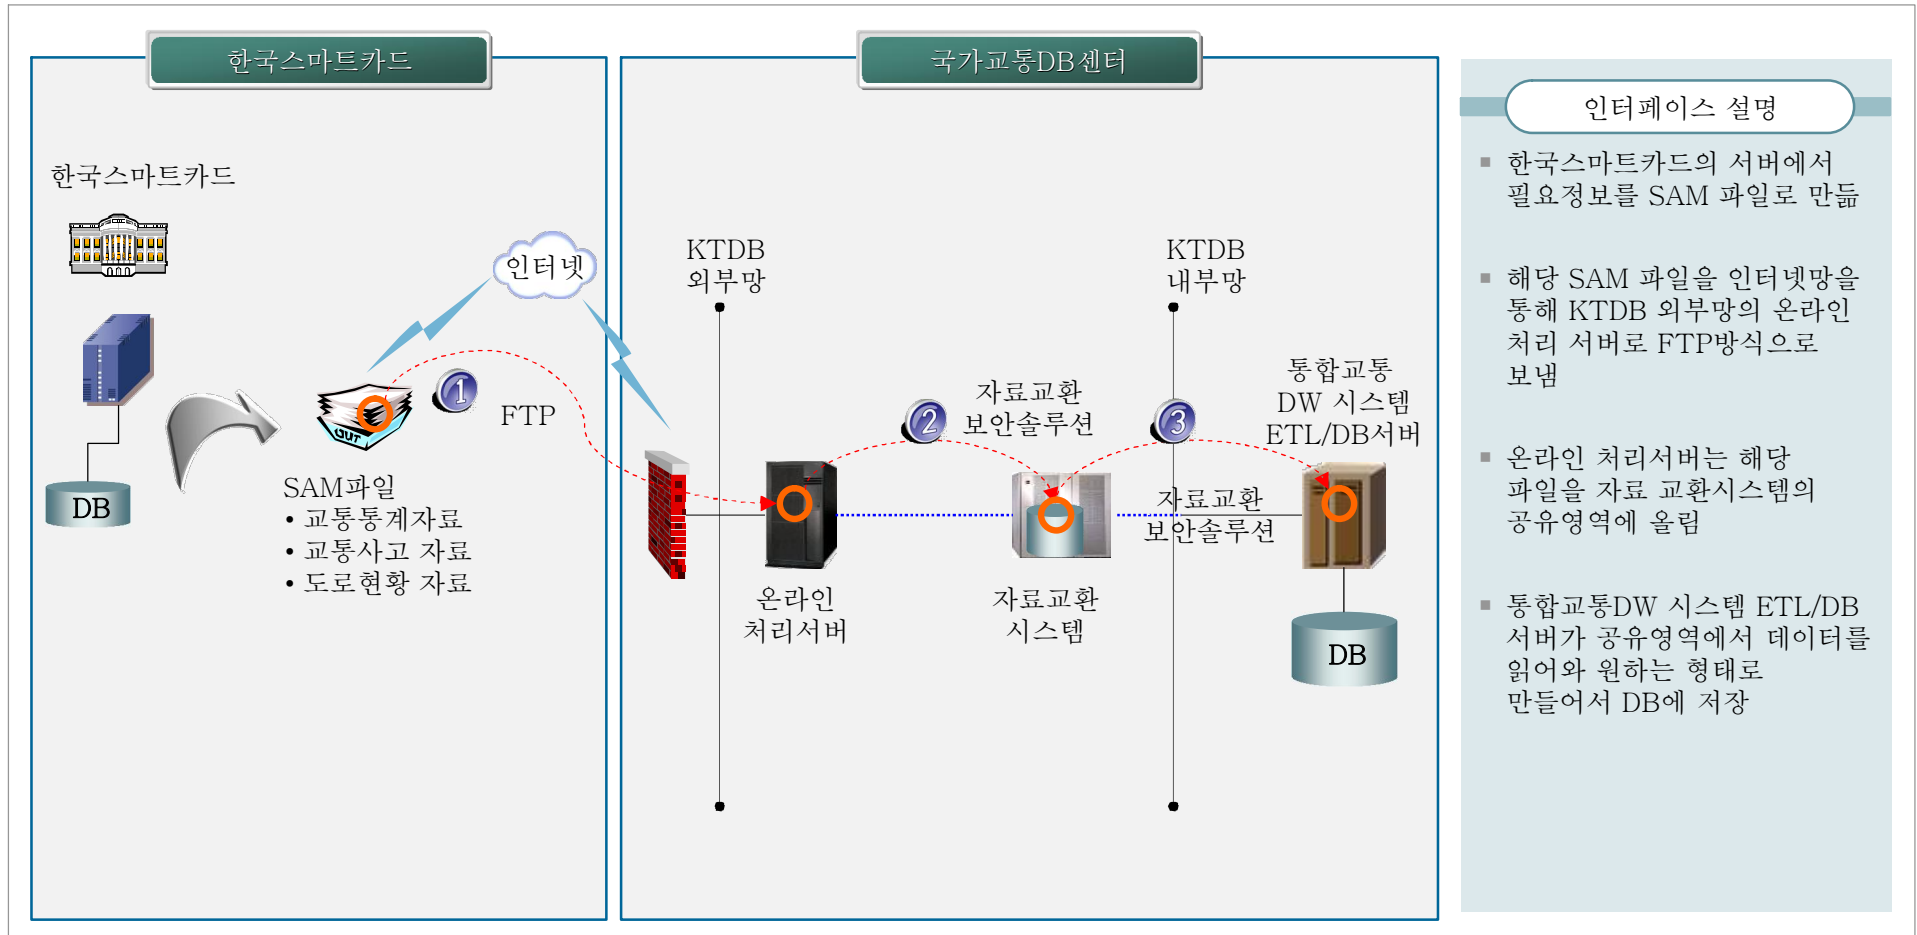 한국스마트카드
국가교통DB센터
한국스마트카드
DB
SAM파일
• 교통통계자료
• 교통사고 자료
• 도로현황 자료
OUT
1
FTP
인터넷
KTDB
외부망
KTDB
내부망
2
자료교환
보안솔루션
3
통합교통
DW 시스템
ETL/DB서버
자료교환
보안솔루션
온라인
처리서버
자료교환
시스템
DB
인터페이스 설명
▪ 한국스마트카드의 서버에서
필요정보를 SAM 파일로 만듦
▪ 해당 SAM 파일을 인터넷망을
통해 KTDB 외부망의 온라인
처리 서버로 FTP방식으로
보냄
▪ 온라인 처리서버는 해당
파일을 자료 교환시스템의
공유영역에 올림
▪ 통합교통DW 시스템 ETL/DB
서버가 공유영역에서 데이터를
읽어와 원하는 형태로
만들어서 DB에 저장